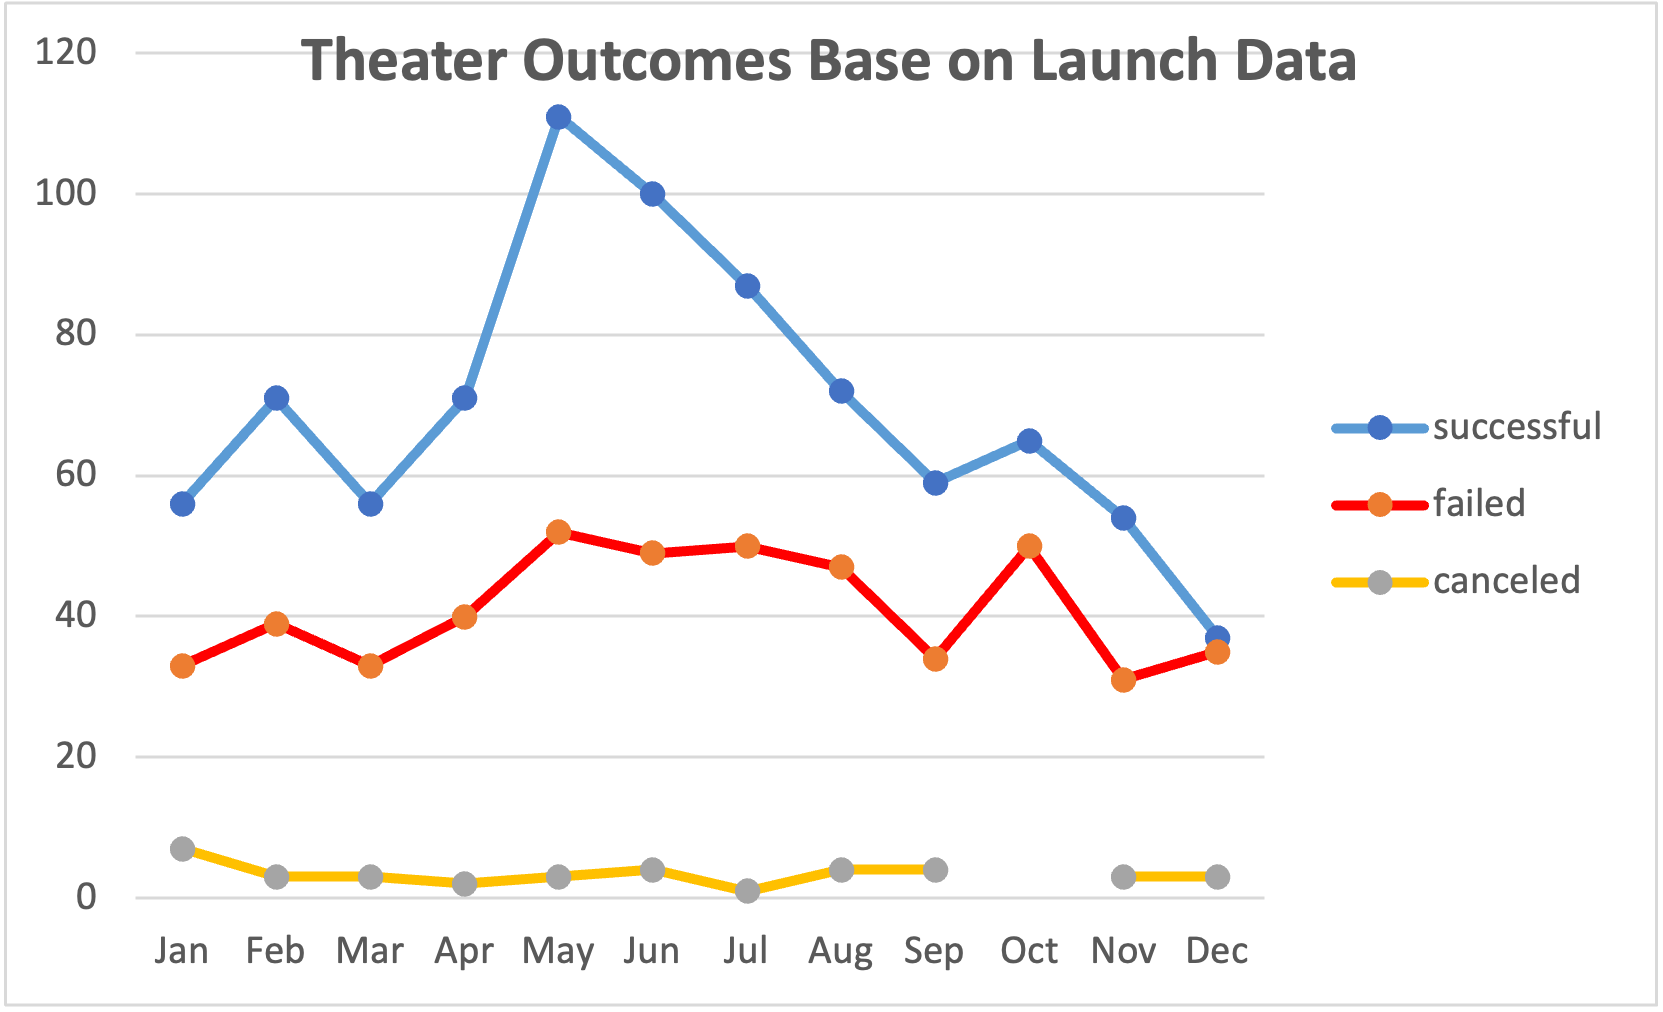 Theater Outcomes Base on Launch Data
120
100
80
60
40
20
0
Jan Feb Mar Apr May Jun Jul Aug Sep Oct Nov Dec
successful
failed
canceled